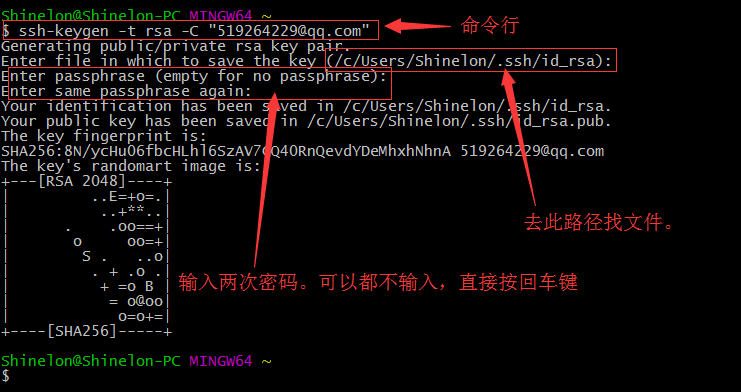 Shinelon@Shinelon-PC MINGW64 ~
$ ssh-keygen -t rsa -C "519264229@qq.com"
命令行
Generating public/private rsa key pair.
Enter file in which to save the key (/c/Users/Shinelon/.ssh/id_rsa):
Enter passphrase (empty for no passphrase):
Enter same passphrase again:
Your identification has been saved in /c/Users/Shinelon/.ssh/id_rsa.
Your public key has been saved in /c/Users/Shinelon/.ssh/id_rsa.pub.
The key fingerprint is:
519264229@qq.com
The key's randomart image is:
+---[RSA 2048]----+
|       ..E=+o=.|
|        ..+**..|
|    .    .oo==+|
|     o     oo=+|
|      S .   ..o|
|       . + .o .|
|        + =o B |
|         = o@oo|
|          o=o+=|
+----[SHA256]-----+
去此路径找文件。
输入两次密码。可以都不输入，直接按回车键
Shinelon@Shinelon-PC MINGW64 ~
$